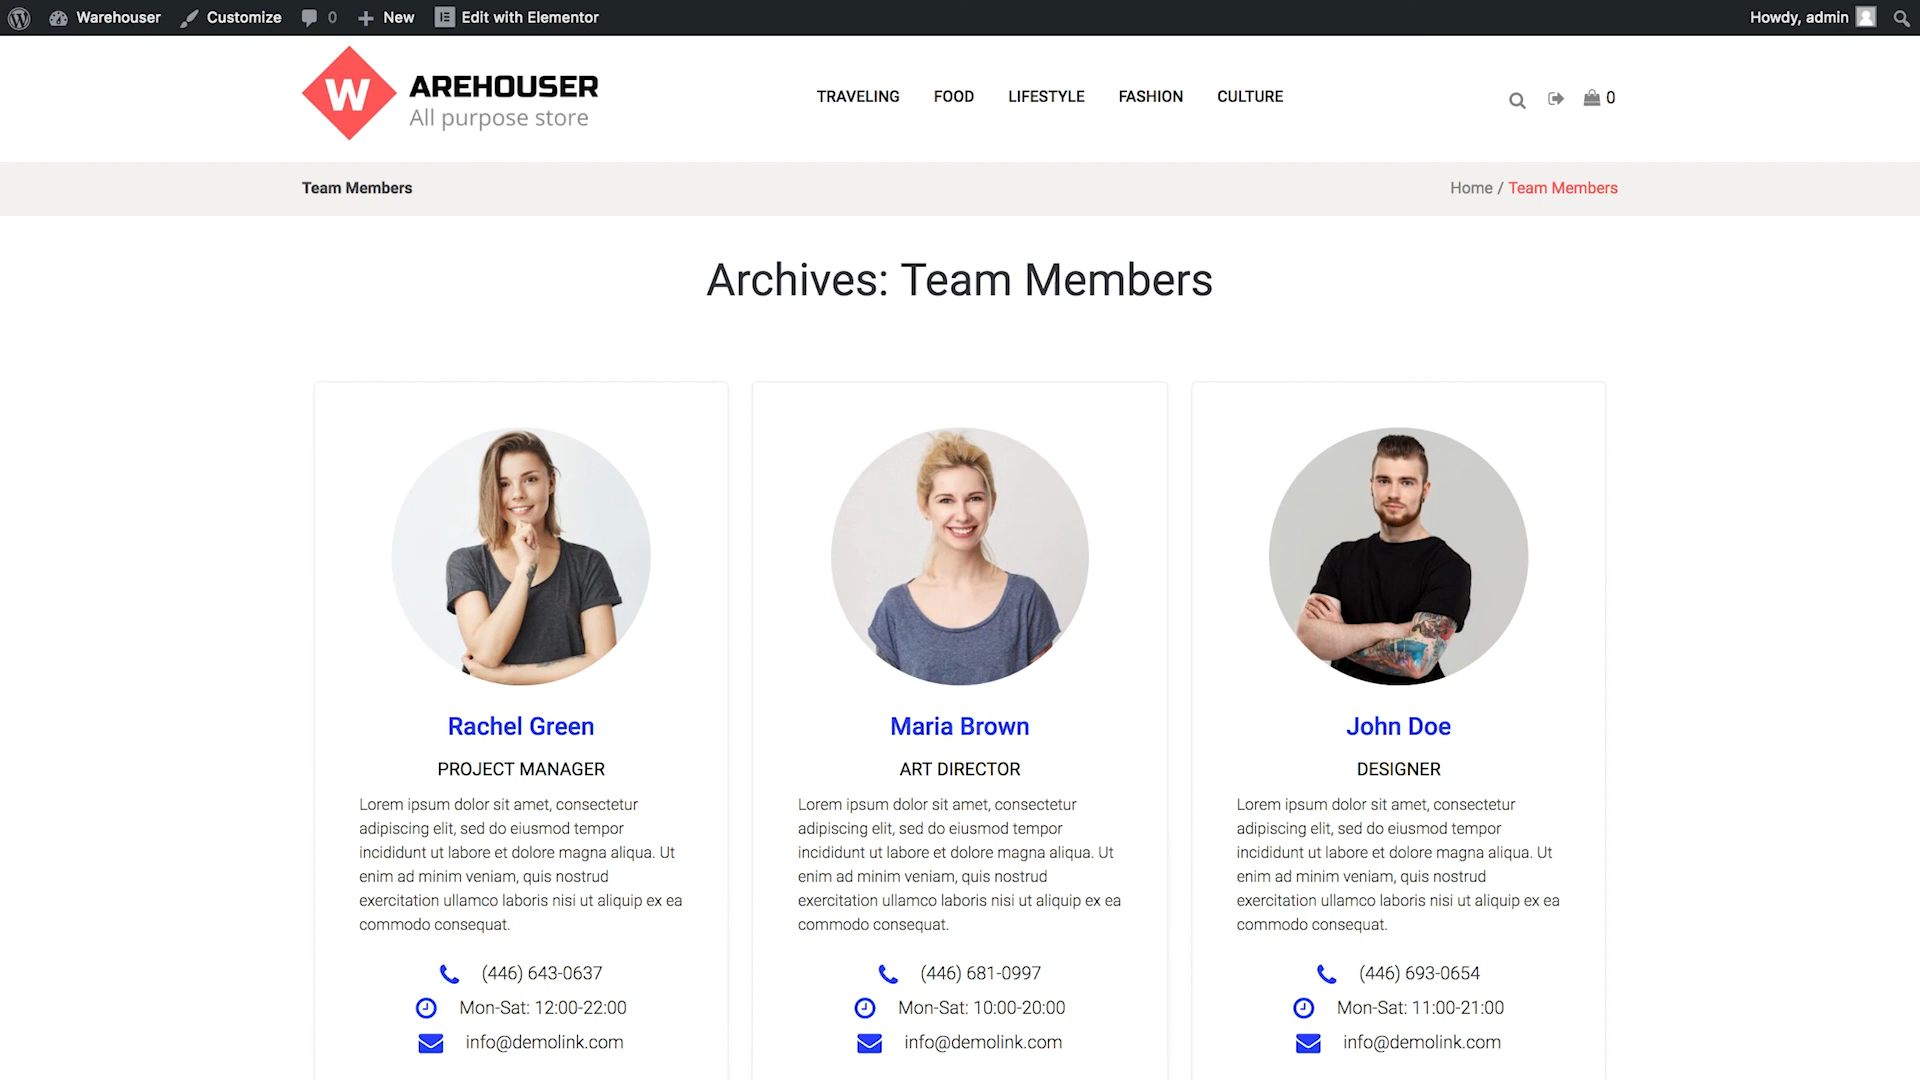 Warehouser Customize 0 New Edit with Elementor Howdy, admin
W AREHOUSER
All purpose store
TRAVELING FOOD LIFESTYLE FASHION CULTURE
0
Team Members
Home / Team Members
Archives: Team Members
Rachel Green
PROJECT MANAGER
Lorem ipsum dolor sit amet, consectetur
adipiscing elit, sed do eiusmod tempor
incididunt ut labore et dolore magna aliqua. Ut
enim ad minim veniam, quis nostrud
exercitation ullamco laboris nisi ut aliquip ex ea
commodo consequat.
(446) 643-0637
Mon-Sat: 12:00-22:00
info@demolink.com
Maria Brown
ART DIRECTOR
Lorem ipsum dolor sit amet, consectetur
adipiscing elit, sed do eiusmod tempor
incididunt ut labore et dolore magna aliqua. Ut
enim ad minim veniam, quis nostrud
exercitation ullamco laboris nisi ut aliquip ex ea
commodo consequat.
(446) 681-0997
Mon-Sat: 10:00-20:00
info@demolink.com
John Doe
DESIGNER
Lorem ipsum dolor sit amet, consectetur
adipiscing elit, sed do eiusmod tempor
incididunt ut labore et dolore magna aliqua. Ut
enim ad minim veniam, quis nostrud
exercitation ullamco laboris nisi ut aliquip ex ea
commodo consequat.
(446) 693-0654
Mon-Sat: 11:00-21:00
info@demolink.com